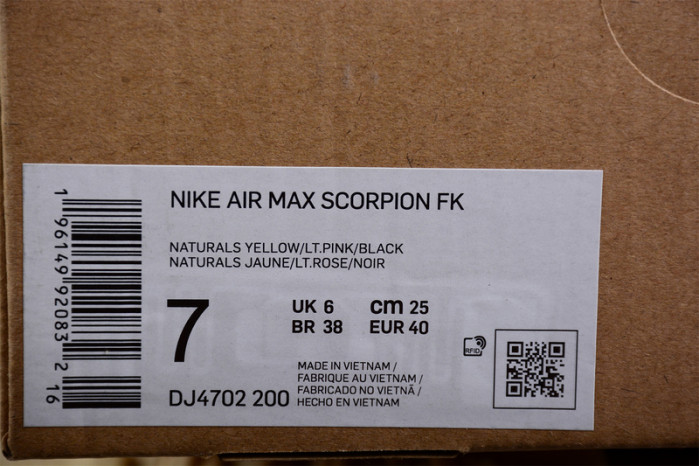 NIKE AIR MAX SCORPION FK
NATURALS YELLOW/LT.PINK/BLACK
NATURALS JAUNE/LT.ROSE/NOIR
7
UK 6 cm 25
BR 38 EUR 40
RFID
MADE IN VIETNAM /
FABRIQUE AU VIETNAM /
FABRICADO NO VIETNÃ /
HECHO EN VIETNAM
DJ4702 200
1 96149 92083 2 16